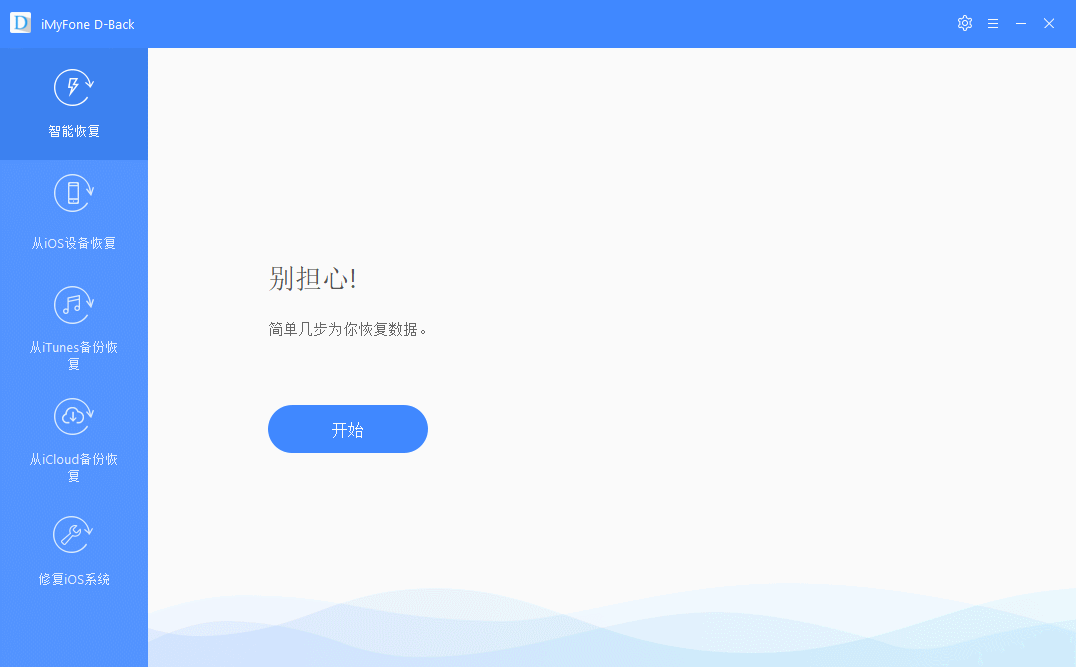 D iMyFone D-Back
智能恢复
从iOS设备恢复
从iTunes备份恢
复
从iCloud备份恢
复
修复iOS系统
别担心!
简单几步为你恢复数据。
开始